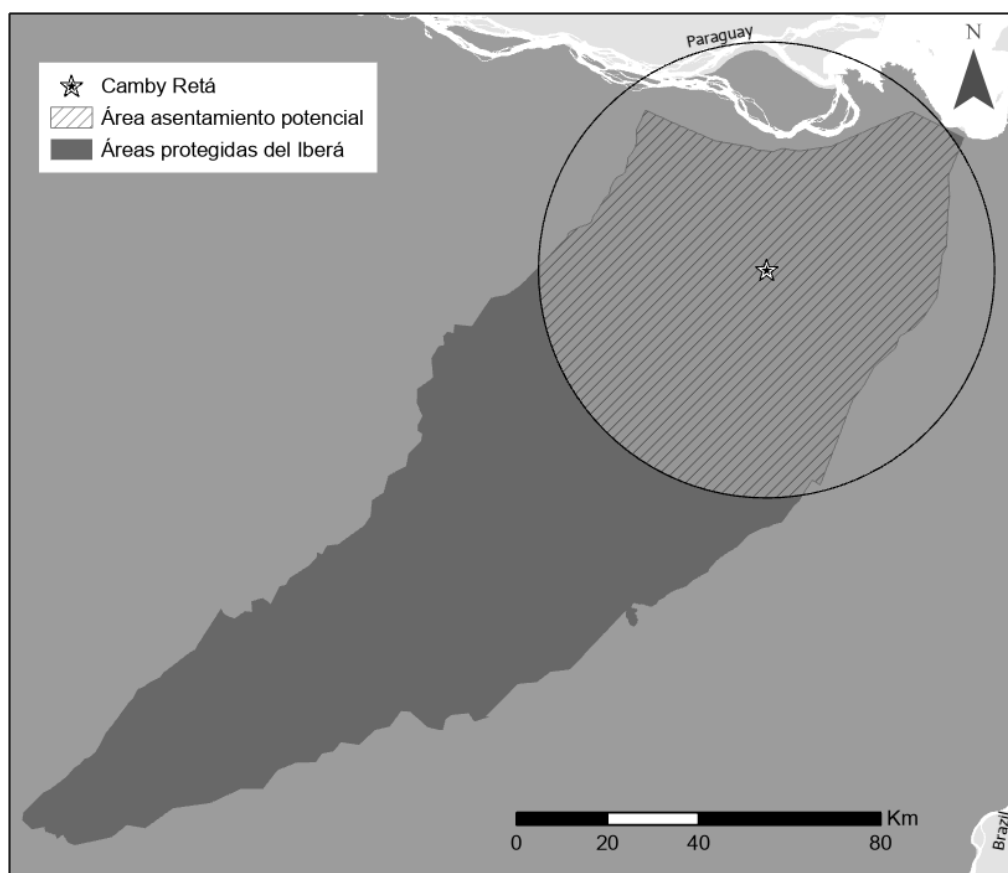 Paraguay
N
Camby Retá
Área asentamiento potencial
Áreas protegidas del Iberá
Km
0 20 40 80
Brazil